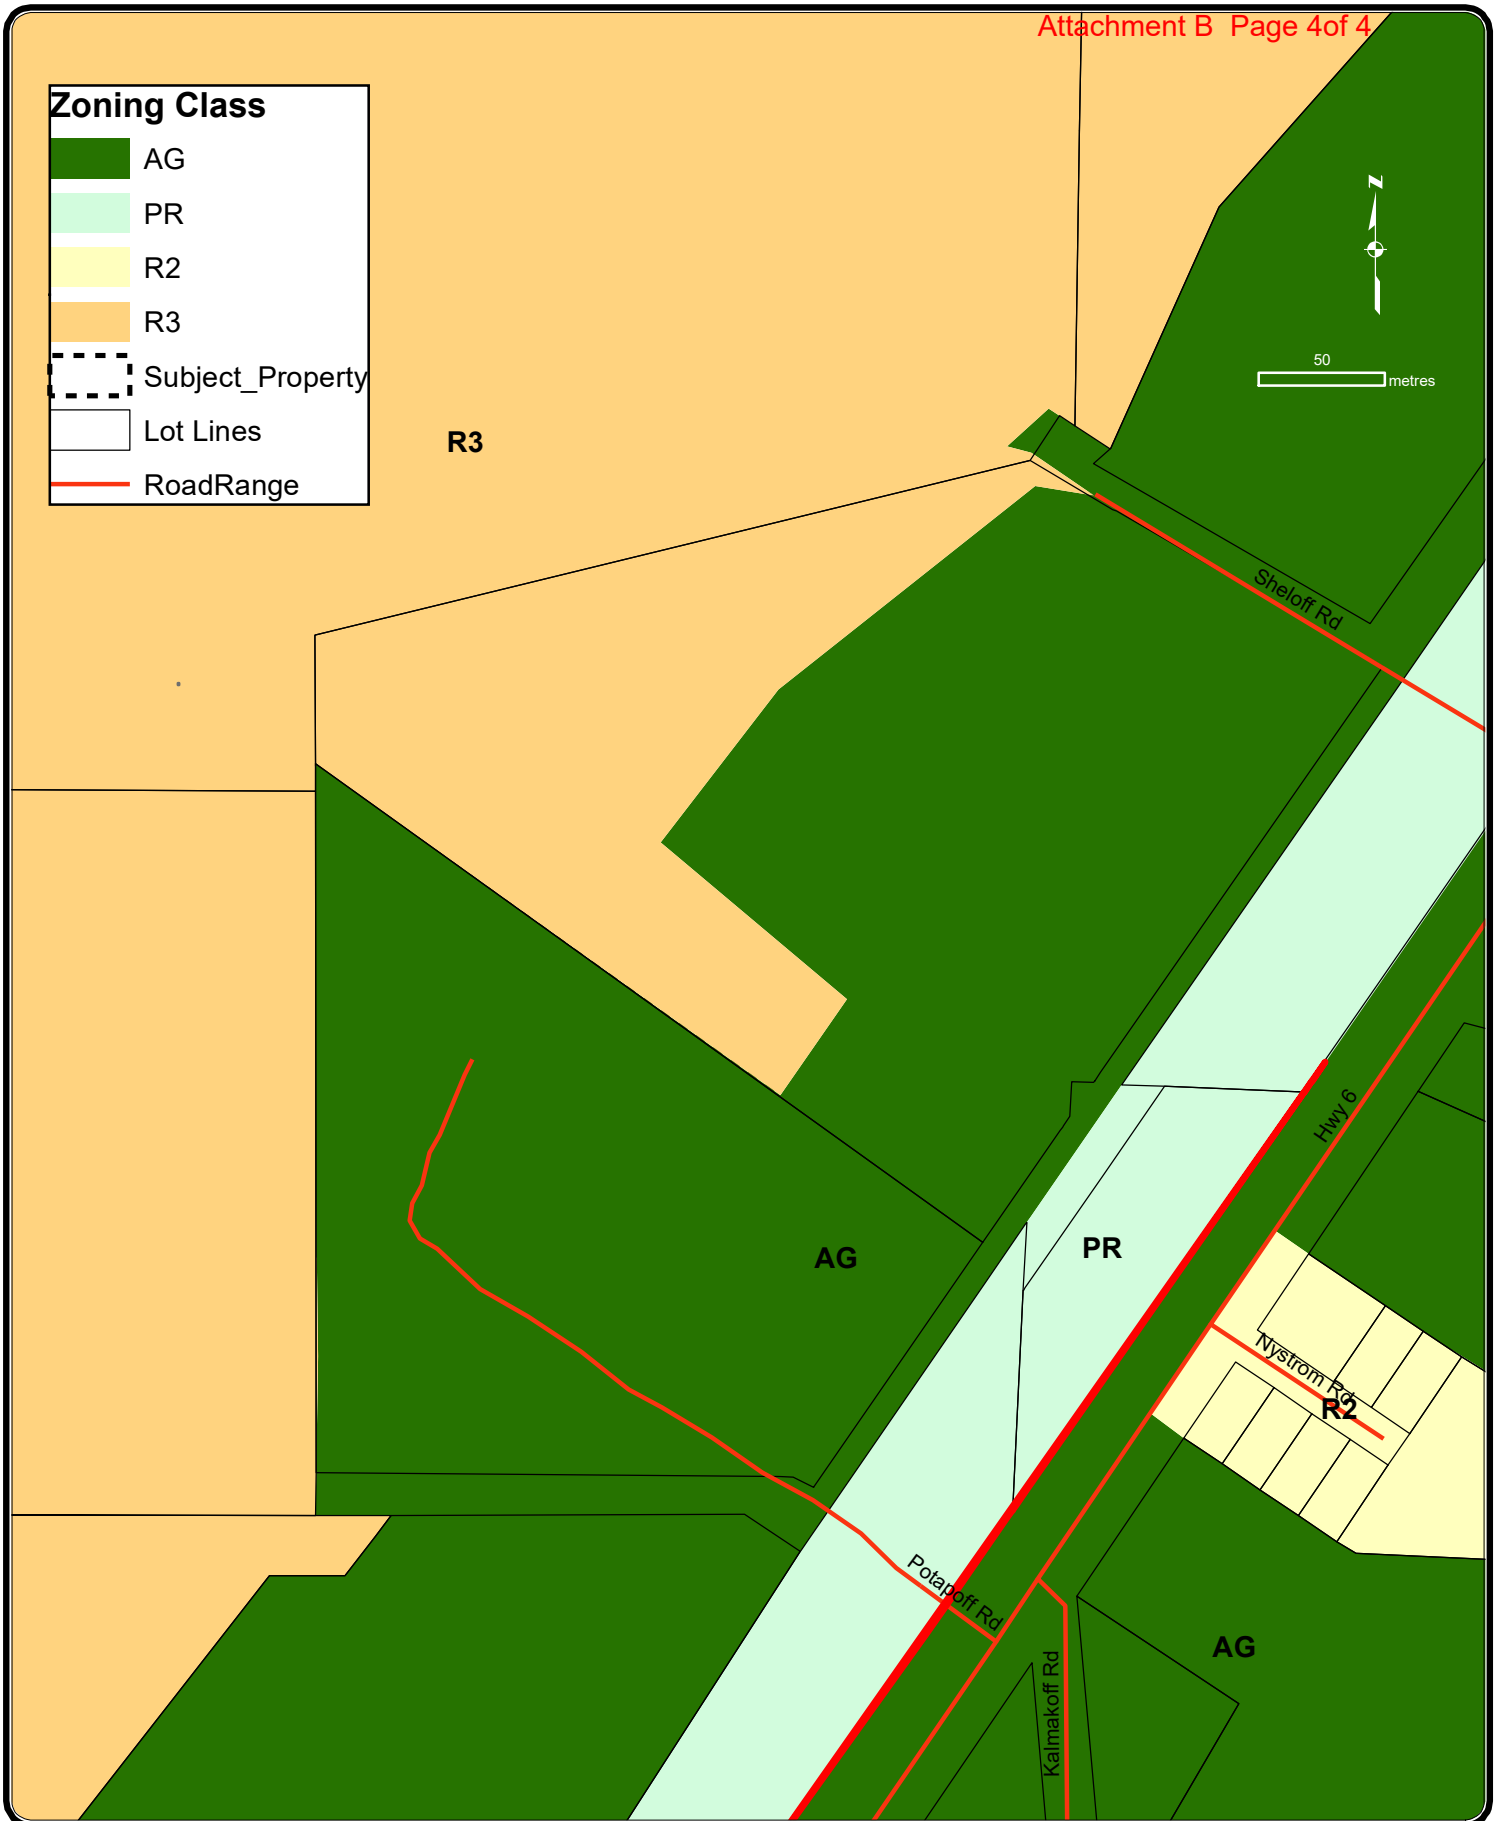 Attachment B Page 4of 4
Zoning Class
AG
PR
R2
R3
Subject_Property
Lot Lines
RoadRange
N
50
metres
R3
Sheloff Rd
Hwy 6
AG
PR
Nystrom Rd
R2
Potapoff Rd
Kalmakoff Rd
AG